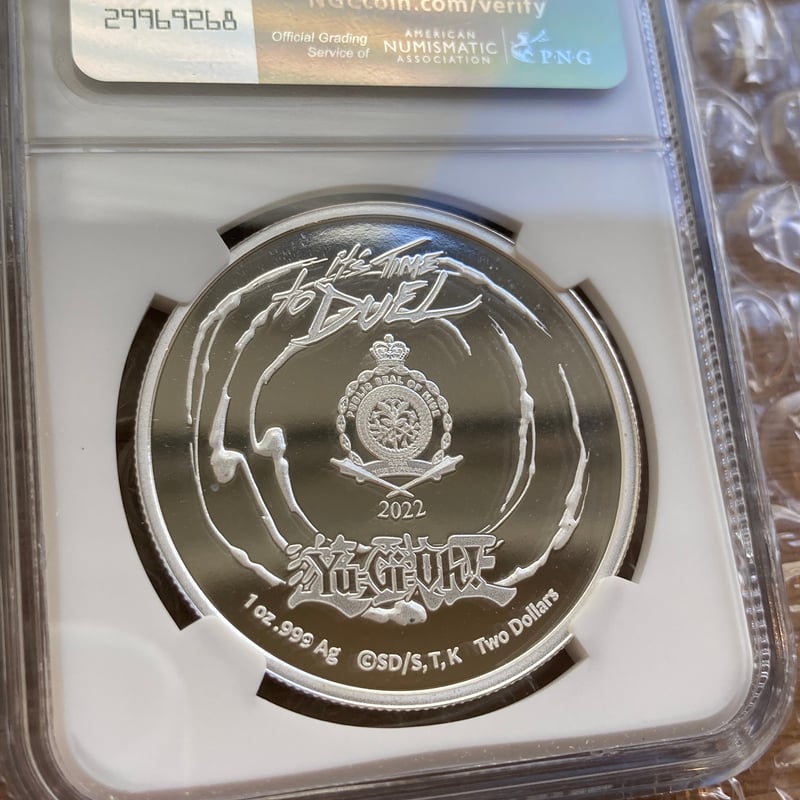 NGCcoin.com/verify
29969268
Official Grading
Service of
AMERICAN
NUMISMATIC
ASSOCIATION
P·N·G
it's TIME
to DUEL
PUBLIC SEAL OF NIUE
2022
Yu-Gi-Oh!
1 oz .999 Ag ©SD/S, T, K Two Dollars